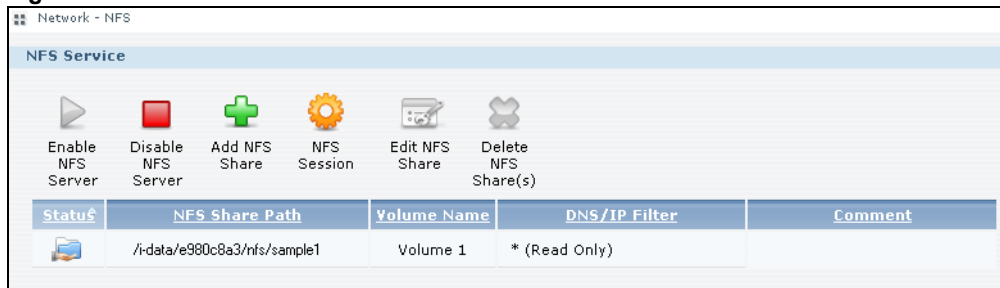 Network - NFS
NFS Service
Enable NFS Server
Disable NFS Server
Add NFS Share
NFS Session
Edit NFS Share
Delete NFS Share(s)
Status NFS Share Path Volume Name DNS/IP Filter Comment
/i-data/e980c8a3/nfs/sample1 Volume 1 * (Read Only)